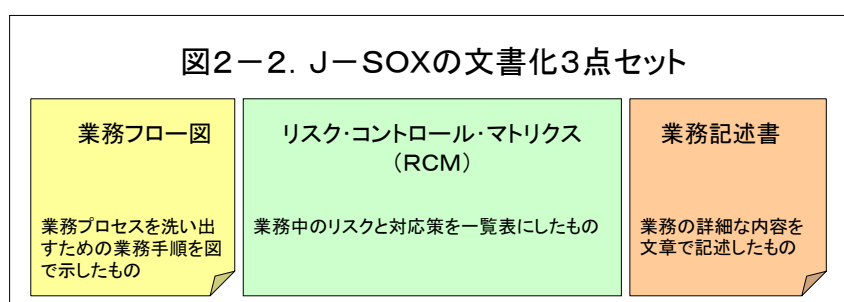 図2-2. J-SOXの文書化3点セット
業務フロー図
業務プロセスを洗い出
すための業務手順を図
で示したもの
リスク・コントロール・マトリクス
(RCM)
業務中のリスクと対応策を一覧表にしたもの
業務記述書
業務の詳細な内容を
文章で記述したもの